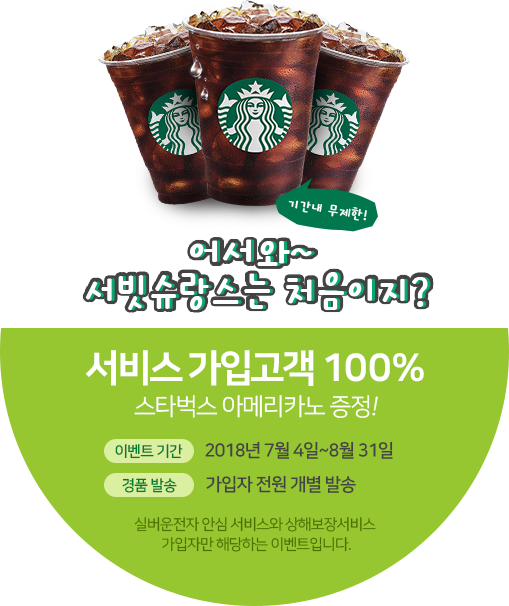 기간내 무제한!
어서와~
서빗슈랑스는 처음이지?
서비스 가입고객 100%
스타벅스 아메리카노 증정!
이벤트 기간 2018년 7월 4일~8월 31일
경품 발송 가입자 전원 개별 발송
실버운전자 안심 서비스와 상해보장서비스
가입자만 해당하는 이벤트입니다.